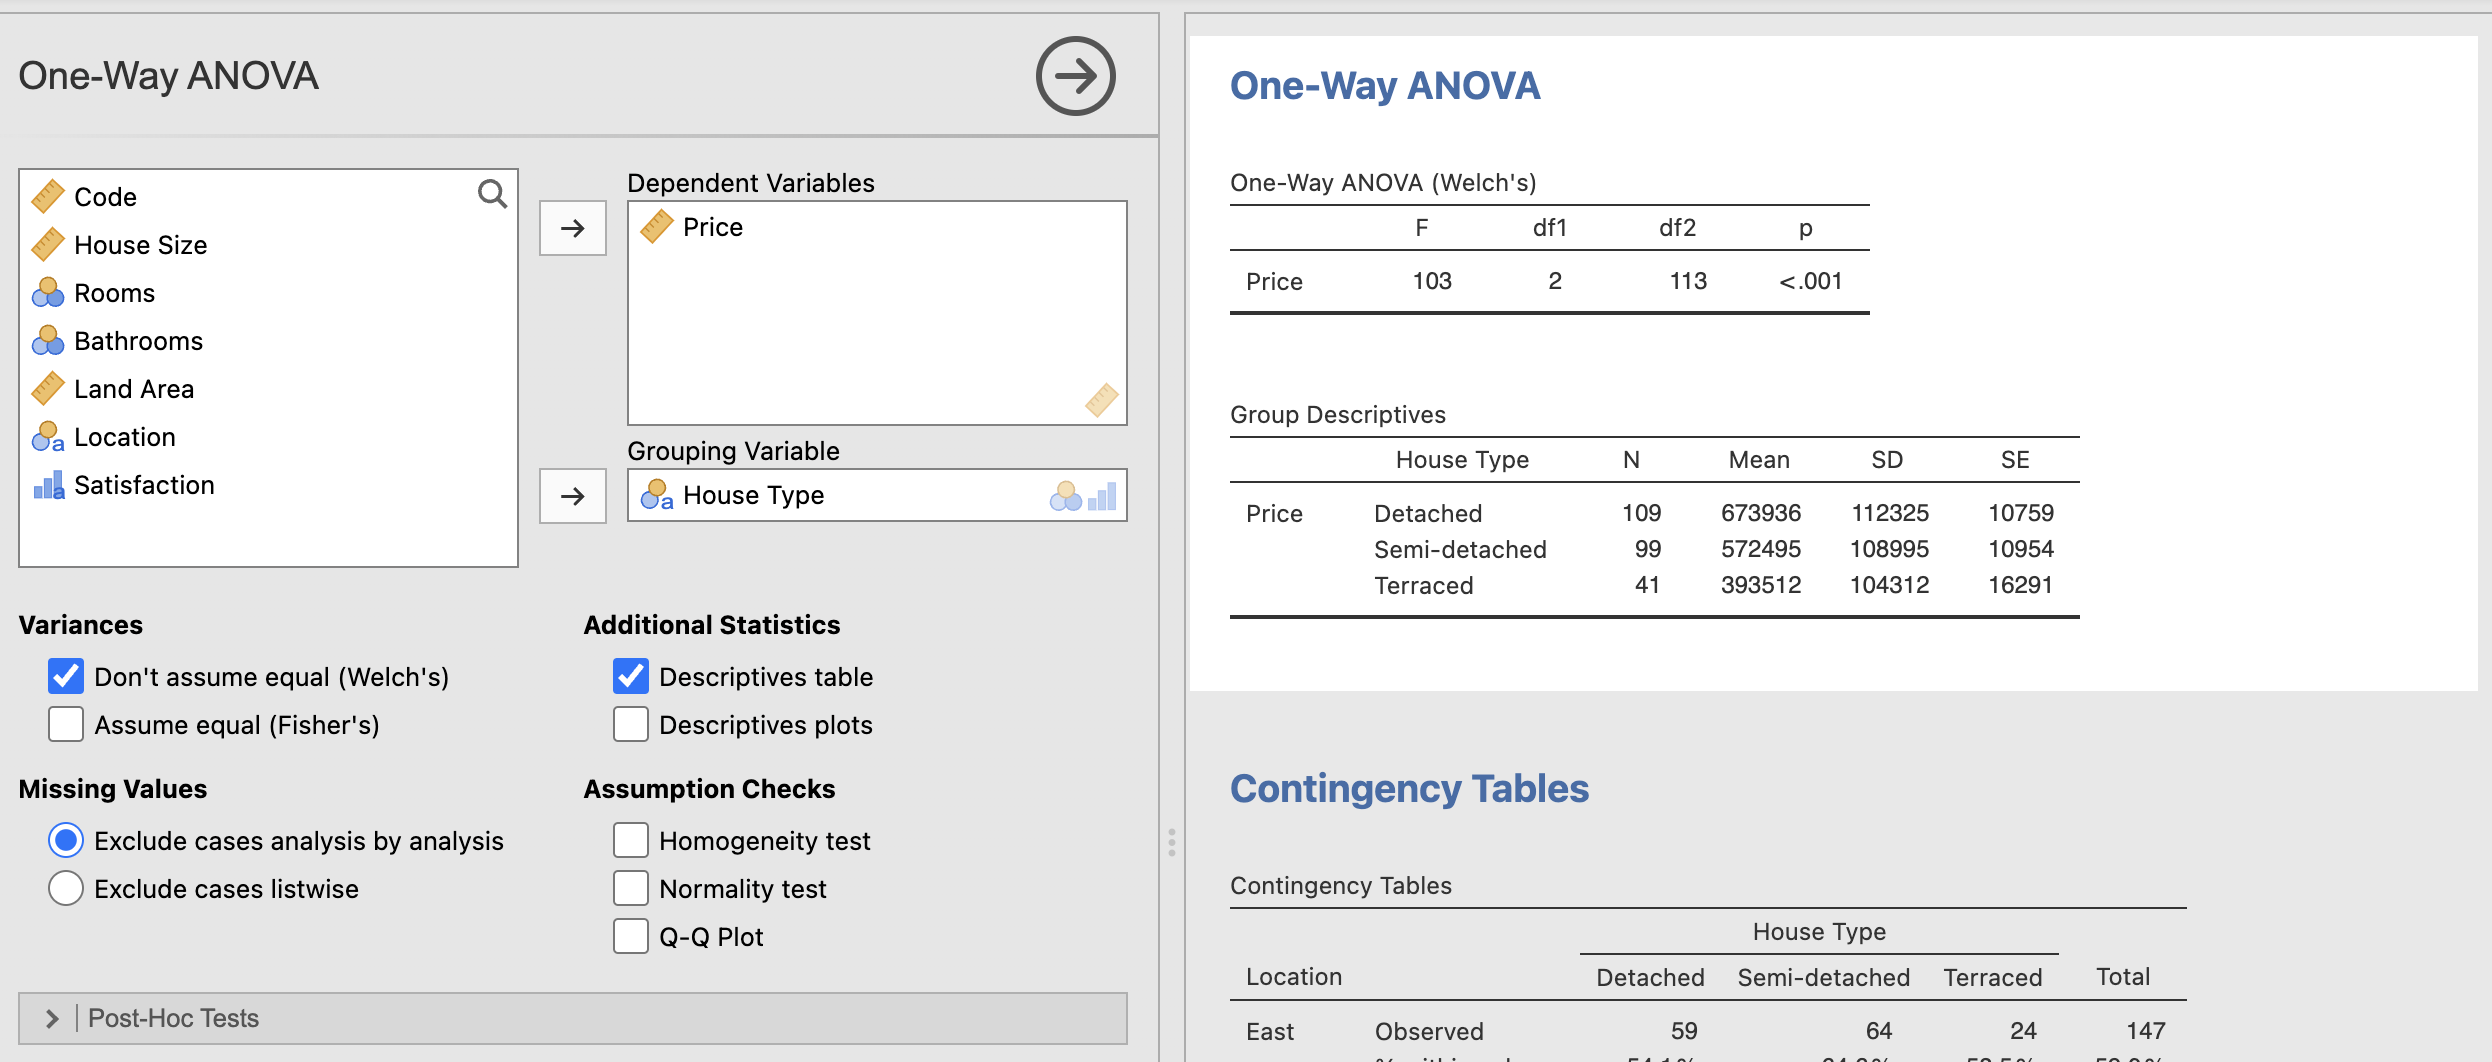 One-Way ANOVA
Code
House Size
Rooms
Bathrooms
Land Area
a Location
a Satisfaction
Dependent Variables
Price
Grouping Variable
a House Type
Variances
Don't assume equal (Welch's)
Assume equal (Fisher's)
Additional Statistics
Descriptives table
Descriptives plots
Missing Values
Exclude cases analysis by analysis
Exclude cases listwise
Assumption Checks
Homogeneity test
Normality test
Q-Q Plot
Post-Hoc Tests
One-Way ANOVA
One-Way ANOVA (Welch's)
F df1 df2 p
Price 103 2 113 <.001
Group Descriptives
House Type N Mean SD SE
Price Detached 109 673936 112325 10759
Semi-detached 99 572495 108995 10954
Terraced 41 393512 104312 16291
Contingency Tables
Contingency Tables
House Type
Location Detached Semi-detached Terraced Total
East Observed 59 64 24 147